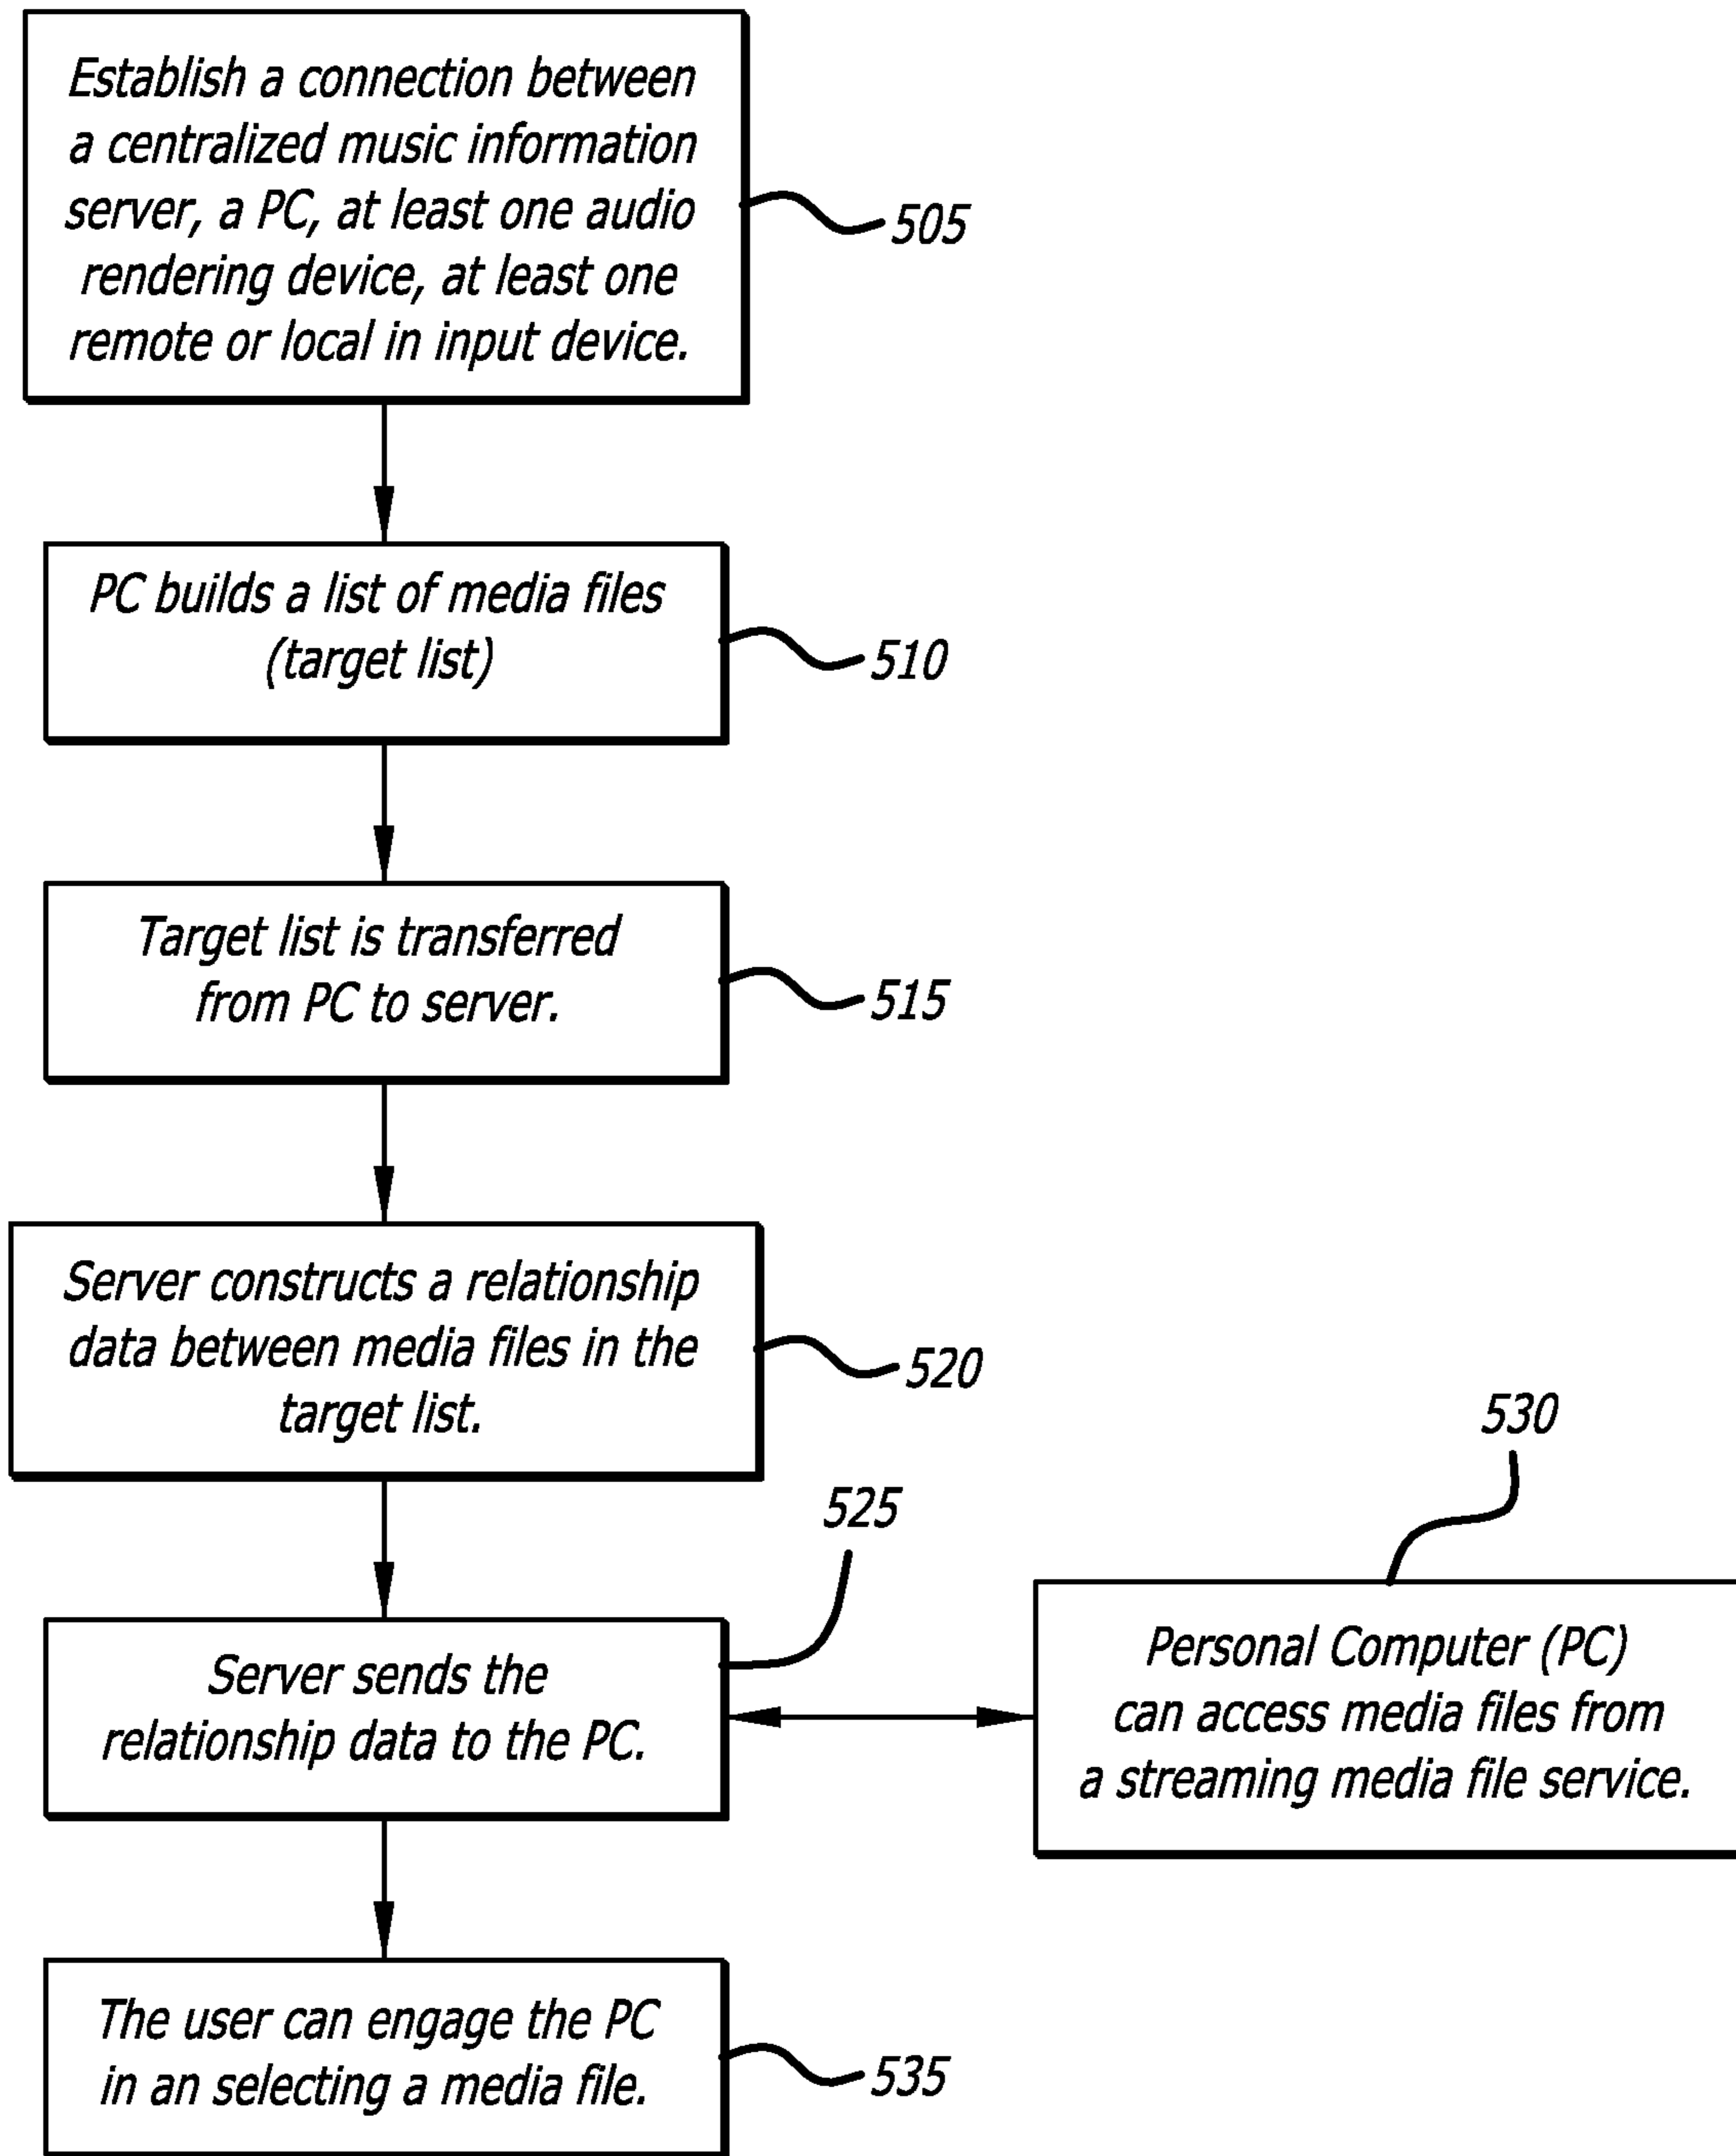 Establish a connection between
a centralized music information
server, a PC, at least one audio
rendering device, at least one
remote or local in input device.
505
PC builds a list of media files
(target list)
510
Target list is transferred
from PC to server.
515
Server constructs a relationship
data between media files in the
target list.
520
525
Server sends the
relationship data to the PC.
530
Personal Computer (PC)
can access media files from
a streaming media file service.
The user can engage the PC
in an selecting a media file.
535